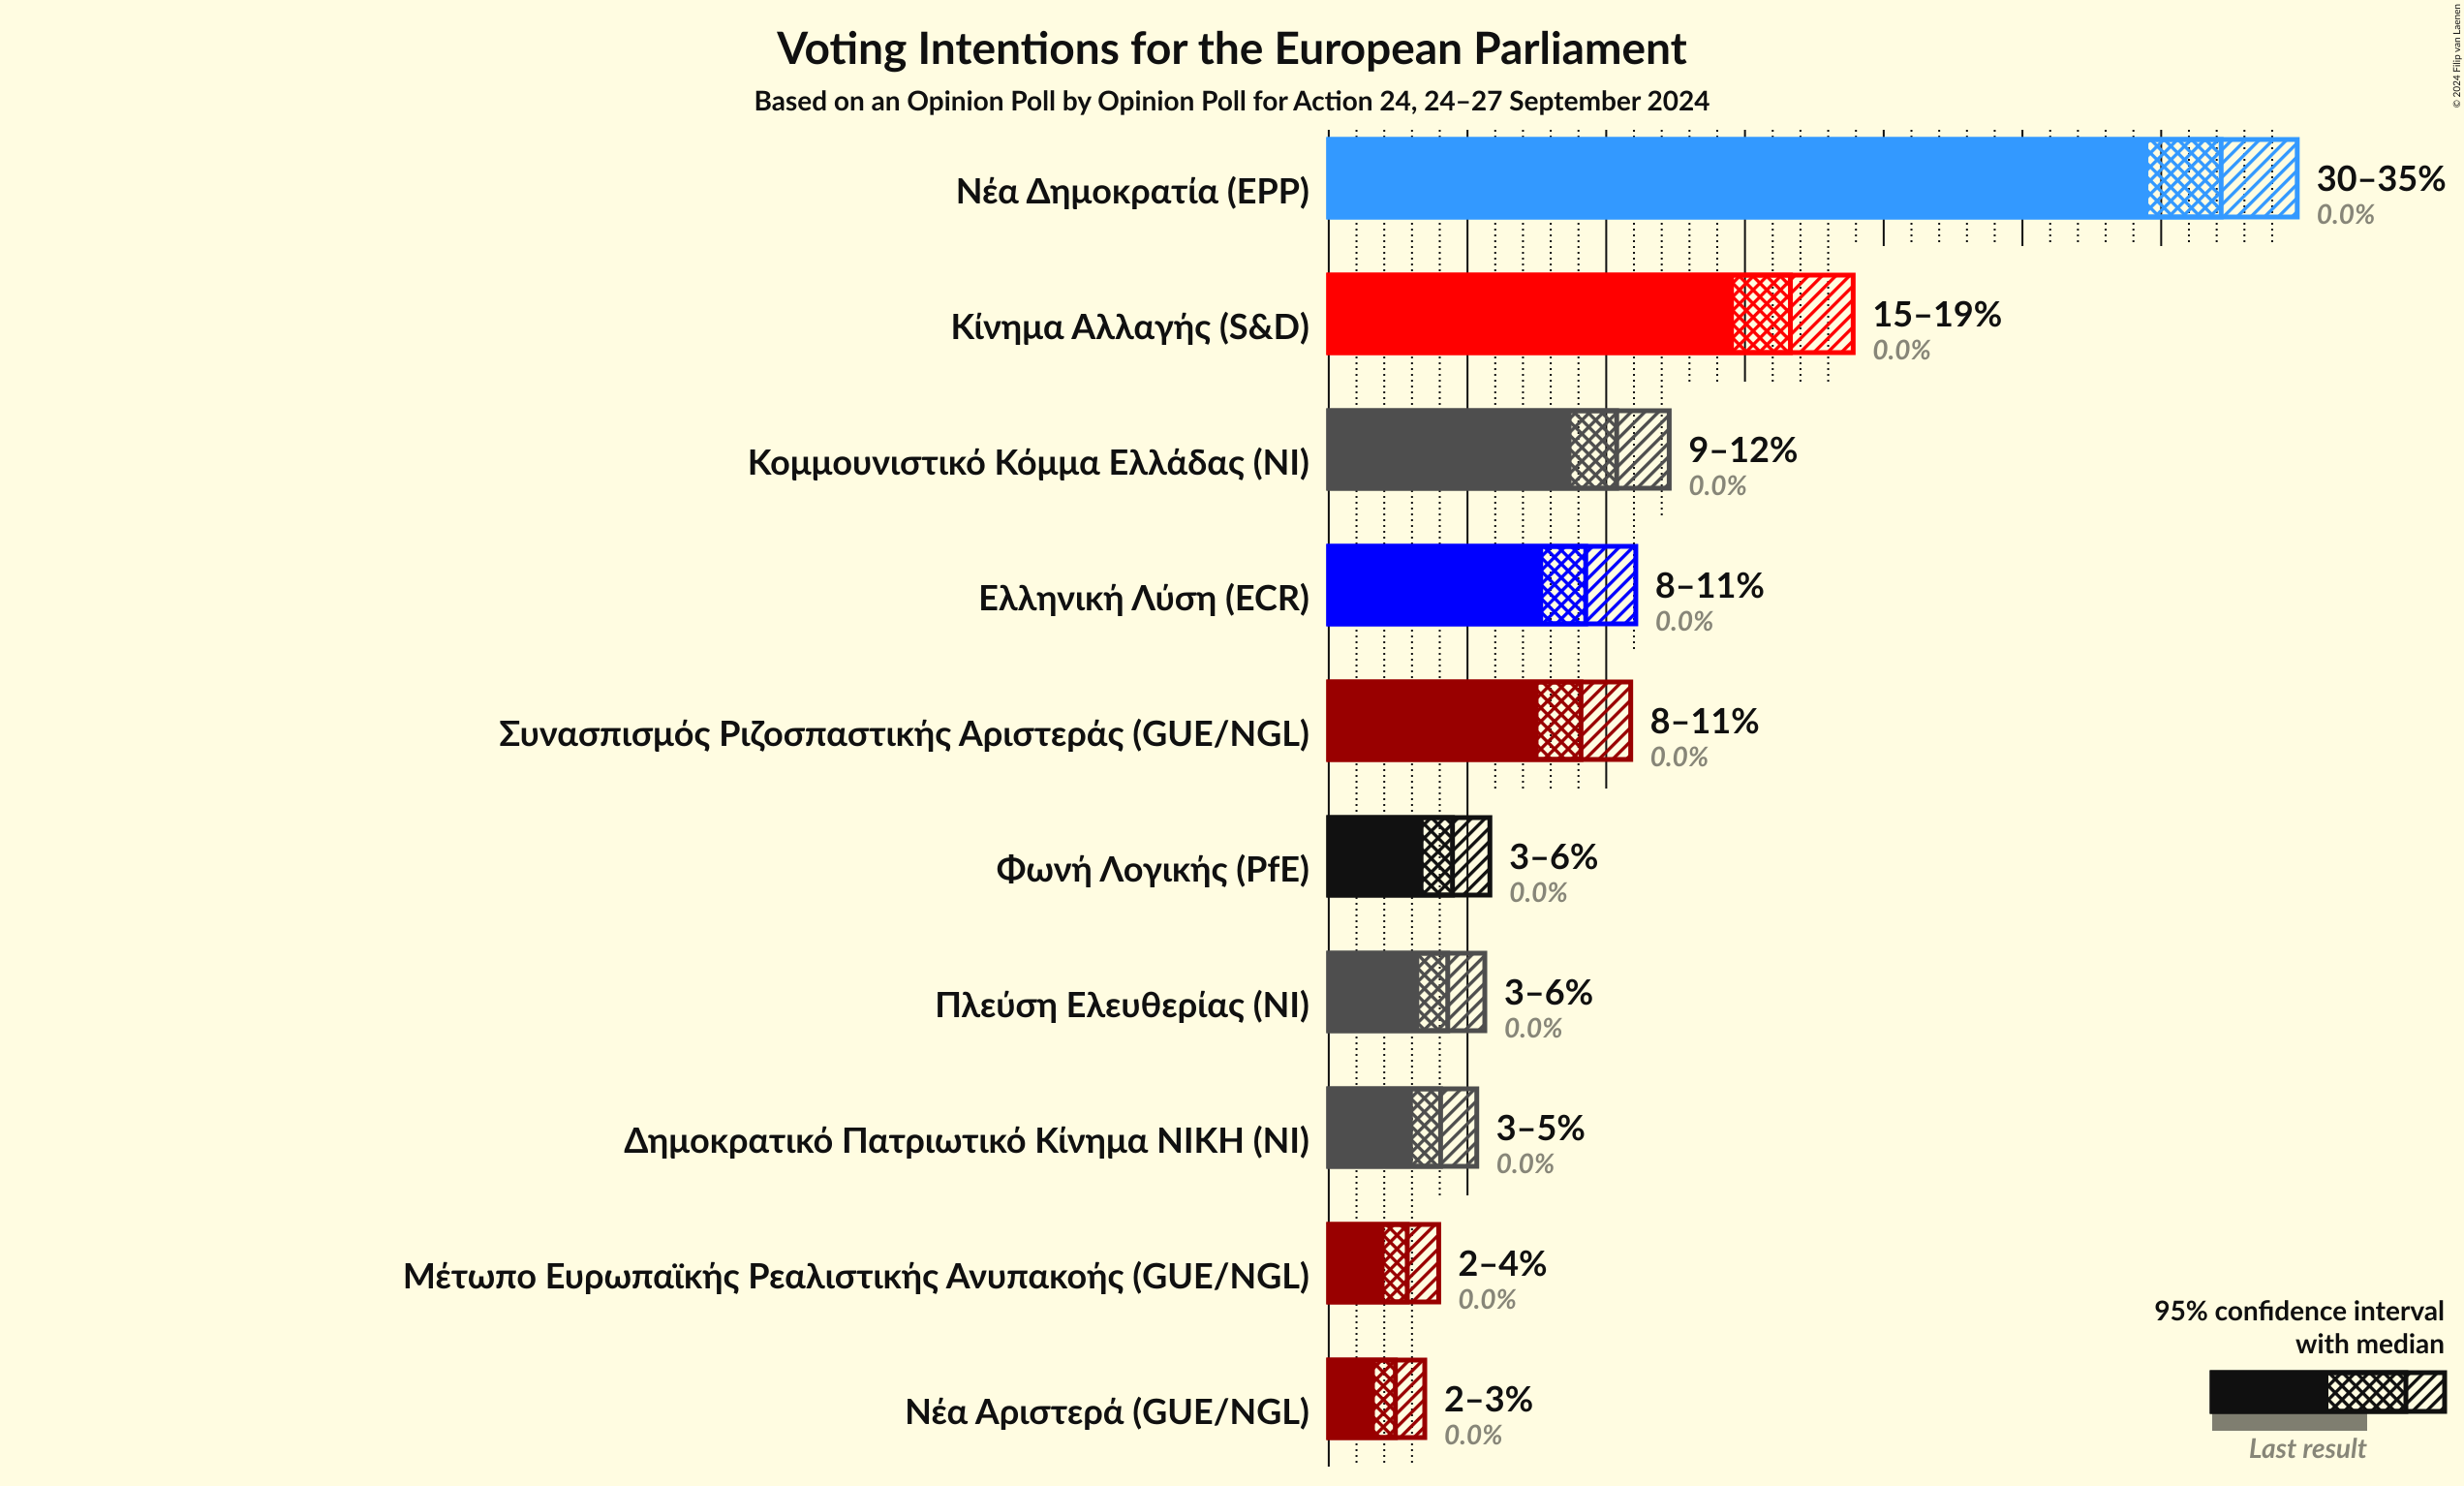 Voting Intentions for the European Parliament
Based on an Opinion Poll by Opinion Poll for Action 24, 24–27 September 2024
© 2024 Filip van Laenen
Νέα Δημοκρατία (EPP)
30–35%
0.0%
Κίνημα Αλλαγής (S&D)
15–19%
0.0%
Κομμουνιστικό Κόμμα Ελλάδας (NI)
9–12%
0.0%
Ελληνική Λύση (ECR)
8–11%
0.0%
Συνασπισμός Ριζοσπαστικής Αριστεράς (GUE/NGL)
8–11%
0.0%
Φωνή Λογικής (PfE)
3–6%
0.0%
Πλεύση Ελευθερίας (NI)
3–6%
0.0%
Δημοκρατικό Πατριωτικό Κίνημα ΝΙΚΗ (NI)
3–5%
0.0%
Μέτωπο Ευρωπαϊκής Ρεαλιστικής Ανυπακοής (GUE/NGL)
2–4%
0.0%
Νέα Αριστερά (GUE/NGL)
2–3%
0.0%
95% confidence interval
with median
Last result